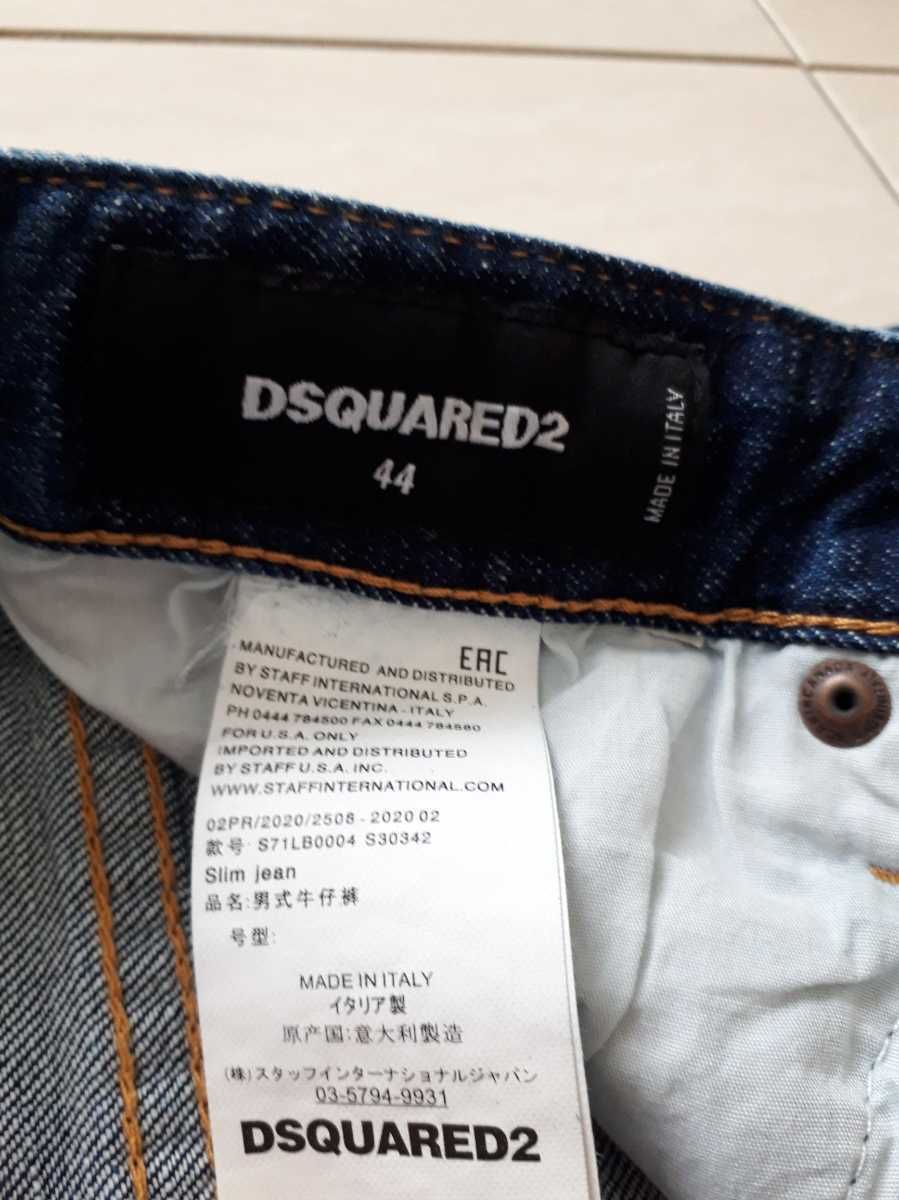 DSQUARED2
44
MADE IN ITALY
EAC
MANUFACTURED AND DISTRIBUTED
BY STAFF INTERNATIONAL S.P.A.
NOVENTA VICENTINA - ITALY
PH 0444 784500 FAX 0444 784580
FOR U.S.A. ONLY
IMPORTED AND DISTRIBUTED
BY STAFF U.S.A. INC.
WWW.STAFFINTERNATIONAL.COM
02PR/2020/2508 - 2020 02
款号: S71LB0004 S30342
Slim jean
品名:男式牛仔裤
号型:
MADE IN ITALY
イタリア製
原产国:意大利製造
(株)スタッフインターナショナルジャパン
03-5794-9931
DSQUARED2